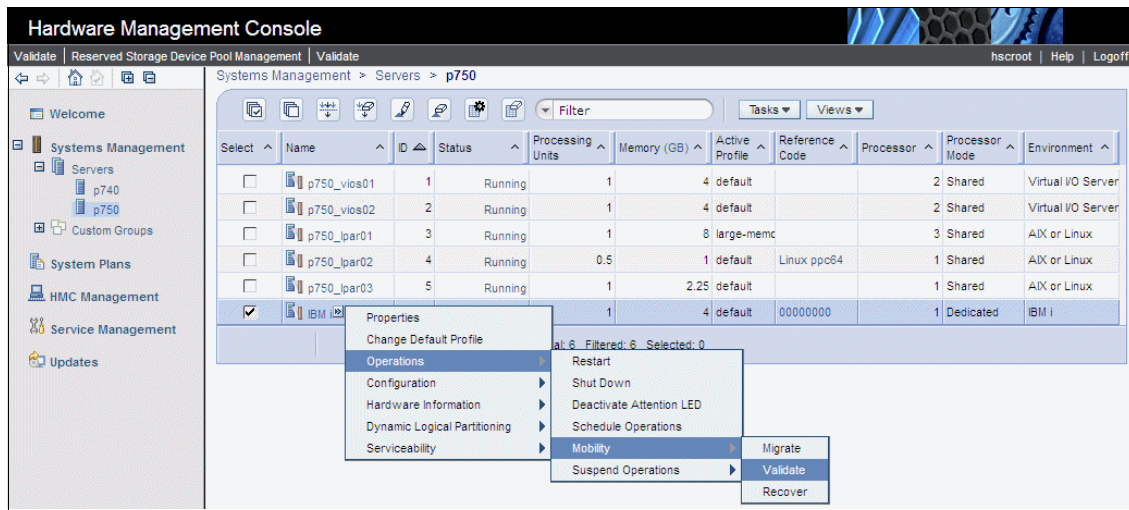 Hardware Management Console
Validate | Reserved Storage Device Pool Management | Validate hscroot | Help | Logoff
Systems Management > Servers > p750
Welcome
Systems Management
Servers
p740
p750
Custom Groups
System Plans
HMC Management
Service Management
Updates
Filter Tasks Views
Select Name ID Status Processing Units Memory (GB) Active Profile Reference Code Processor Processor Mode Environment
p750_vios01 1 Running 1 4 default 2 Shared Virtual I/O Server
p750_vios02 2 Running 1 4 default 2 Shared Virtual I/O Server
p750_lpar01 3 Running 1 8 large-memo 3 Shared AIX or Linux
p750_lpar02 4 Running 0.5 1 default Linux ppc64 1 Shared AIX or Linux
p750_lpar03 5 Running 1 2.25 default 1 Shared AIX or Linux
IBM i 1 4 default 00000000 1 Dedicated IBM i
al: 6 Filtered: 6 Selected: 0
Properties
Change Default Profile
Operations
Configuration
Hardware Information
Dynamic Logical Partitioning
Serviceability
Restart
Shut Down
Deactivate Attention LED
Schedule Operations
Mobility
Suspend Operations
Migrate
Validate
Recover